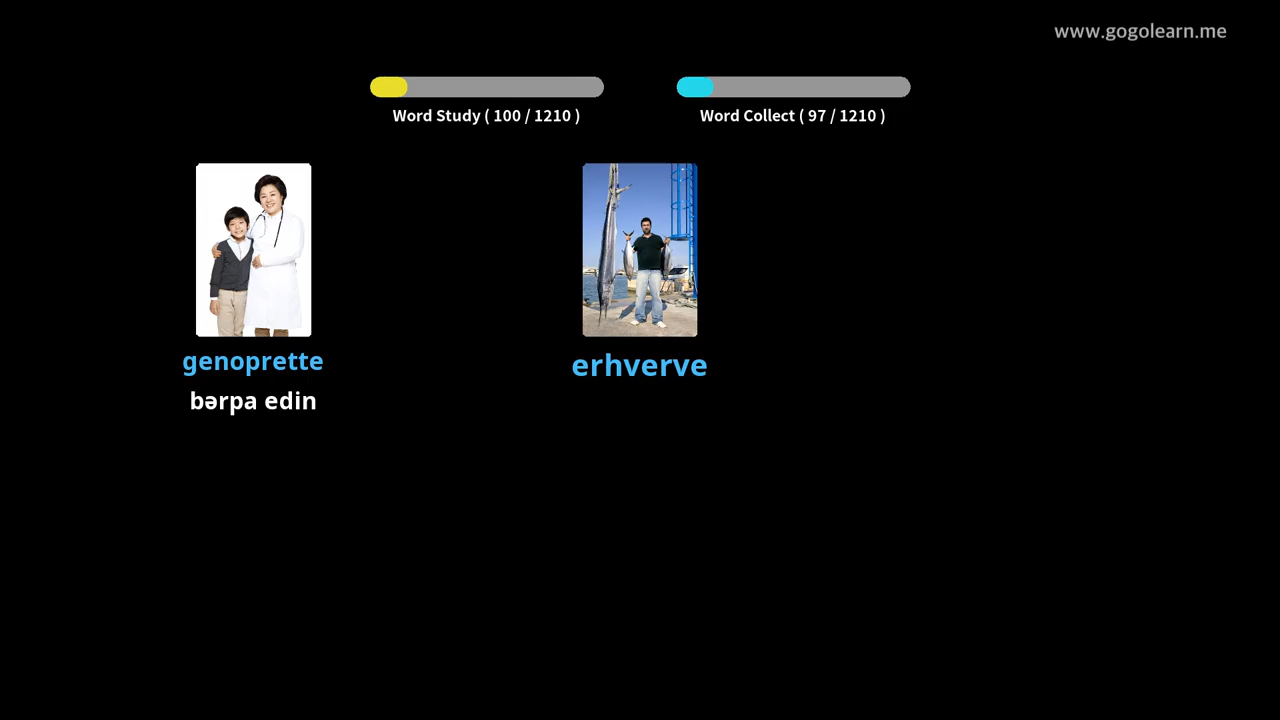 www.gogolearn.me
Word Study ( 100 / 1210 )
Word Collect ( 97 / 1210 )
genoprette
bərpa edin
erhverve